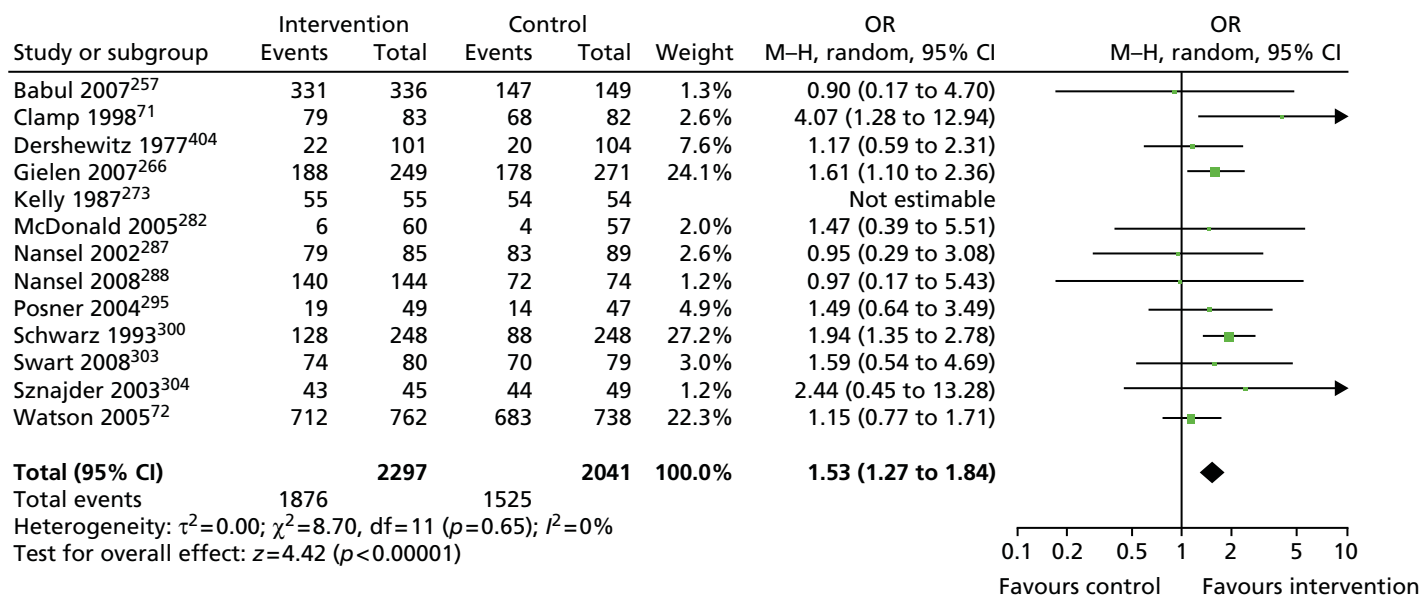 Intervention Control OR OR
Study or subgroup Events Total Events Total Weight M–H, random, 95% CI M–H, random, 95% CI
Babul 2007257 331 336 147 149 1.3% 0.90 (0.17 to 4.70)
Clamp 199871 79 83 68 82 2.6% 4.07 (1.28 to 12.94)
Dershewitz 1977404 22 101 20 104 7.6% 1.17 (0.59 to 2.31)
Gielen 2007266 188 249 178 271 24.1% 1.61 (1.10 to 2.36)
Kelly 1987273 55 55 54 54 Not estimable
McDonald 2005282 6 60 4 57 2.0% 1.47 (0.39 to 5.51)
Nansel 2002287 79 85 83 89 2.6% 0.95 (0.29 to 3.08)
Nansel 2008288 140 144 72 74 1.2% 0.97 (0.17 to 5.43)
Posner 2004295 19 49 14 47 4.9% 1.49 (0.64 to 3.49)
Schwarz 1993300 128 248 88 248 27.2% 1.94 (1.35 to 2.78)
Swart 2008303 74 80 70 79 3.0% 1.59 (0.54 to 4.69)
Sznajder 2003304 43 45 44 49 1.2% 2.44 (0.45 to 13.28)
Watson 200572 712 762 683 738 22.3% 1.15 (0.77 to 1.71)
Total (95% CI) 2297 2041 100.0% 1.53 (1.27 to 1.84)
Total events 1876 1525
Heterogeneity: τ2=0.00; χ2=8.70, df=11 (p=0.65); I2=0%
Test for overall effect: z=4.42 (p<0.00001)
0.1 0.2 0.5 1 2 5 10
Favours control Favours intervention